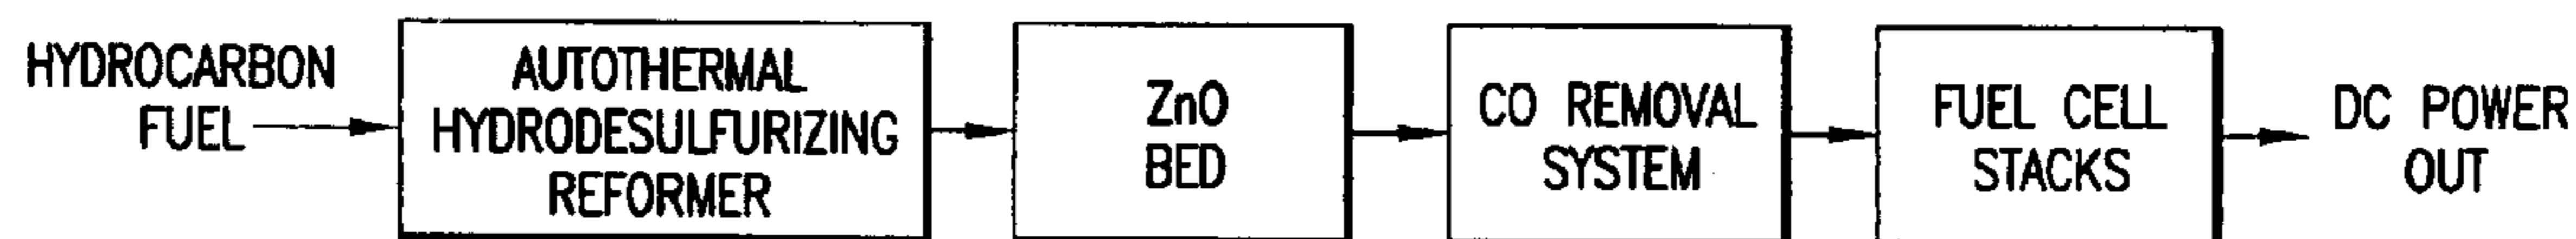 HYDROCARBON
FUEL
AUTOTHERMAL
HYDRODESULFURIZING
REFORMER
ZnO
BED
CO REMOVAL
SYSTEM
FUEL CELL
STACKS
DC POWER
OUT